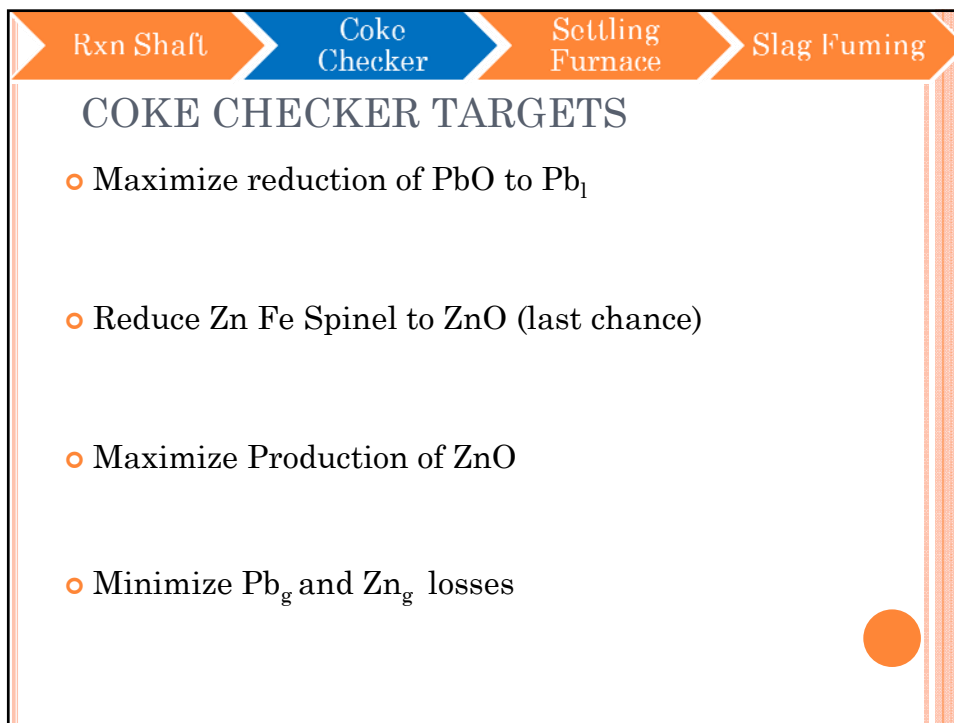 Rxn Shaft
Coke
Checker
Settling
Furnace
Slag Fuming
COKE CHECKER TARGETS
Maximize reduction of PbO to Pbl
Reduce Zn Fe Spinel to ZnO (last chance)
Maximize Production of ZnO
Minimize Pbg and Zng losses